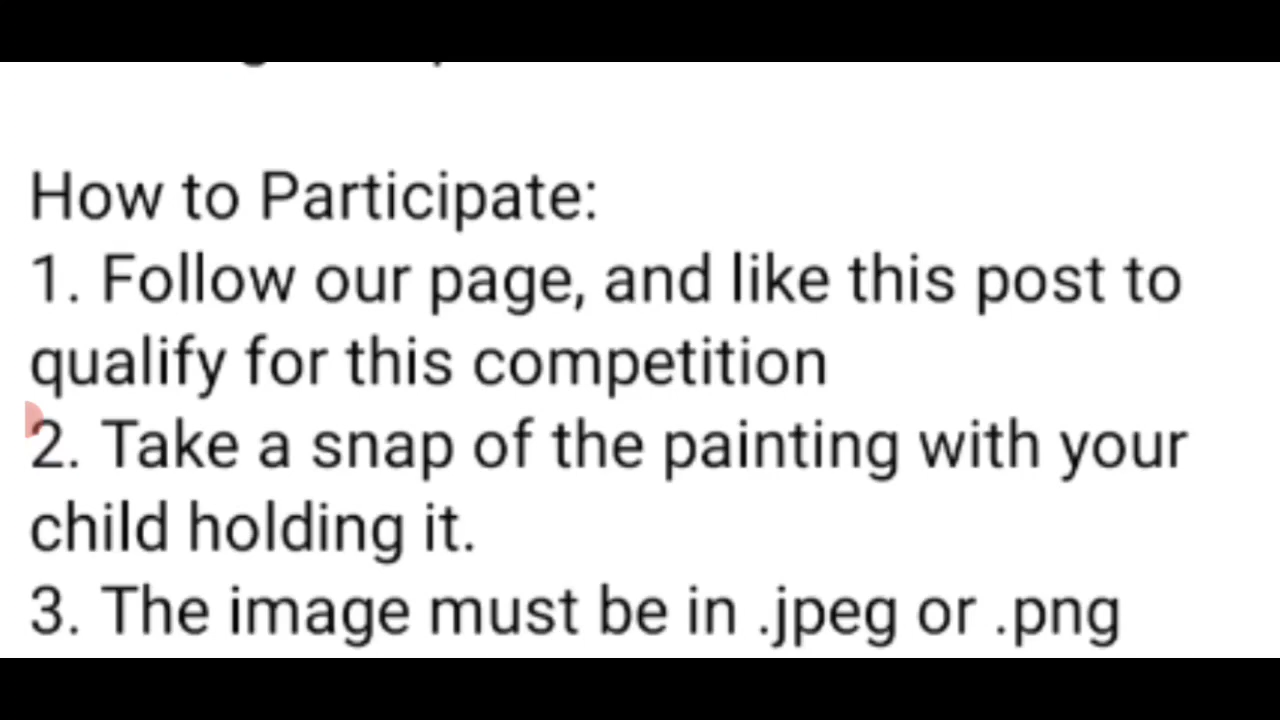 How to Participate:
1. Follow our page, and like this post to
qualify for this competition
2. Take a snap of the painting with your
child holding it.
3. The image must be in .jpeg or .png